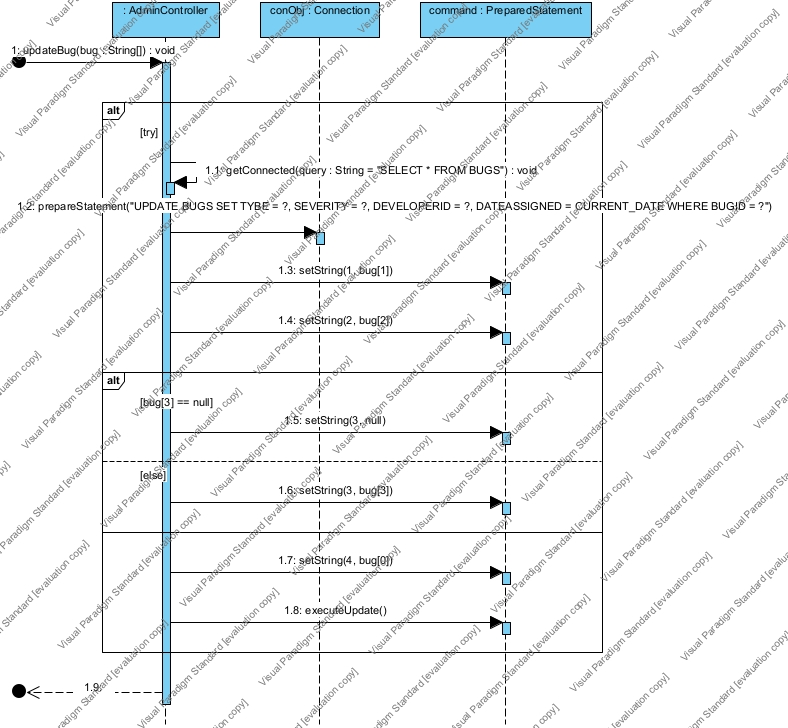 : AdminController
conObj : Connection
command : PreparedStatement
1: updateBug(bug : String[]) : void
alt
[try]
1.1: getConnected(query : String = "SELECT * FROM BUGS") : void
1.2: prepareStatement("UPDATE BUGS SET TYBE = ?, SEVERITY = ?, DEVELOPERID = ?, DATEASSIGNED = CURRENT_DATE WHERE BUGID = ?")
1.3: setString(1, bug[1])
1.4: setString(2, bug[2])
alt
[bug[3] == null]
1.5: setString(3, null)
[else]
1.6: setString(3, bug[3])
1.7: setString(4, bug[0])
1.8: executeUpdate()
1.9:
Visual Paradigm Standard [evaluation copy]